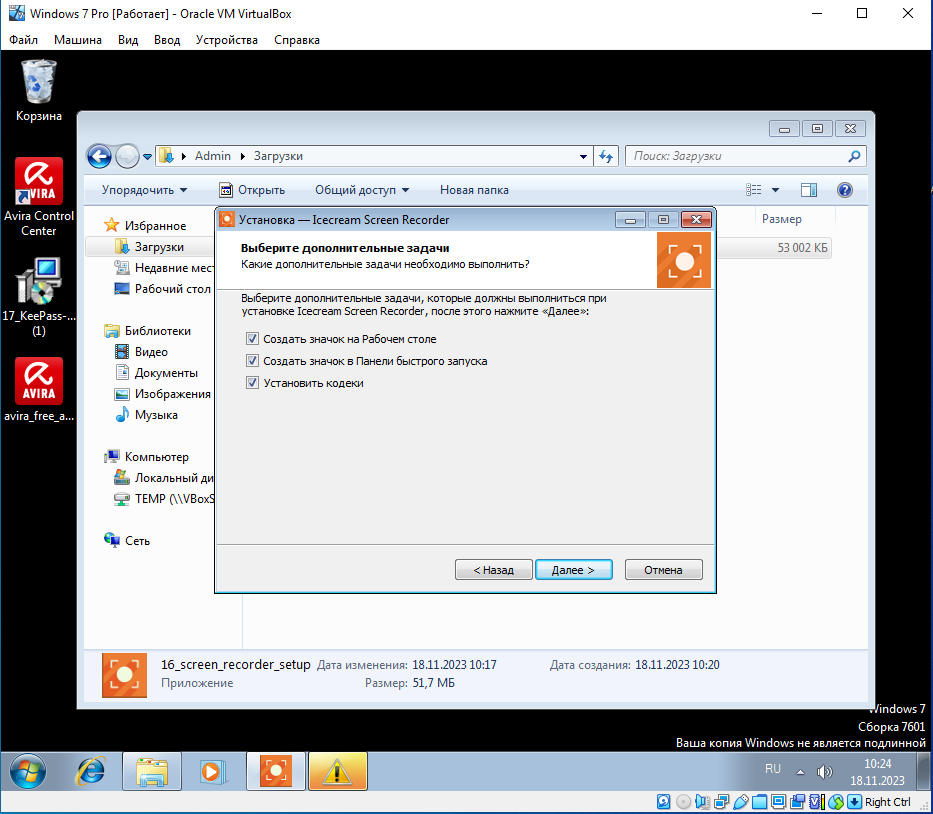 Windows 7 Pro [Работает] - Oracle VM VirtualBox
Файл Машина Вид Ввод Устройства Справка
Корзина
AVIRA
Avira Control
Center
17_KeePass-...
(1)
AVIRA
avira_free_a...
Admin Загрузки
Поиск: Загрузки
Упорядочить Открыть Общий доступ Новая папка
Избранное
Загрузки
Недавние мест
Рабочий стол
Библиотеки
Видео
Документы
Изображения
Музыка
Компьютер
Локальный ди
TEMP (\\VBoxS
Сеть
Размер
53 002 КБ
Установка — Icecream Screen Recorder
Выберите дополнительные задачи
Какие дополнительные задачи необходимо выполнить?
Выберите дополнительные задачи, которые должны выполниться при
установке Icecream Screen Recorder, после этого нажмите «Далее»:
Создать значок на Рабочем столе
Создать значок в Панели быстрого запуска
Установить кодеки
< Назад Далее > Отмена
16_screen_recorder_setup Дата изменения: 18.11.2023 10:17 Дата создания: 18.11.2023 10:20
Приложение Размер: 51,7 МБ
Windows 7
Сборка 7601
Ваша копия Windows не является подлинной
RU
10:24
18.11.2023
Right Ctrl